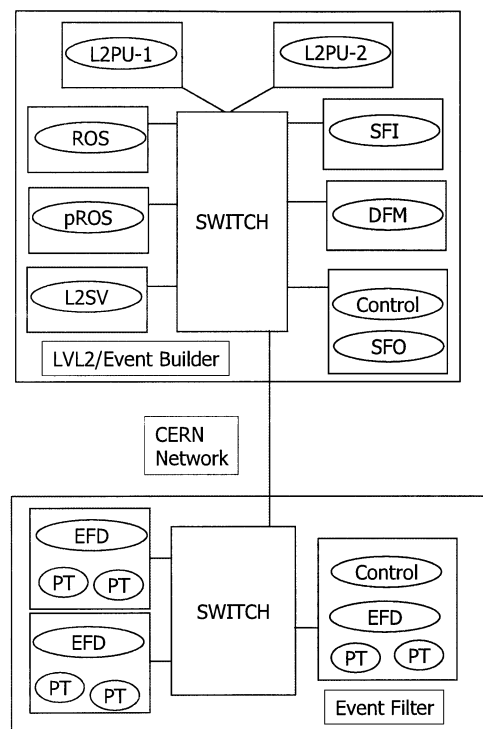 L2PU-1
L2PU-2
ROS
SFI
pROS
SWITCH
DFM
L2SV
Control
SFO
LVL2/Event Builder
CERN
Network
EFD
PT PT
SWITCH
Control
EFD
PT PT
EFD
PT PT
Event Filter